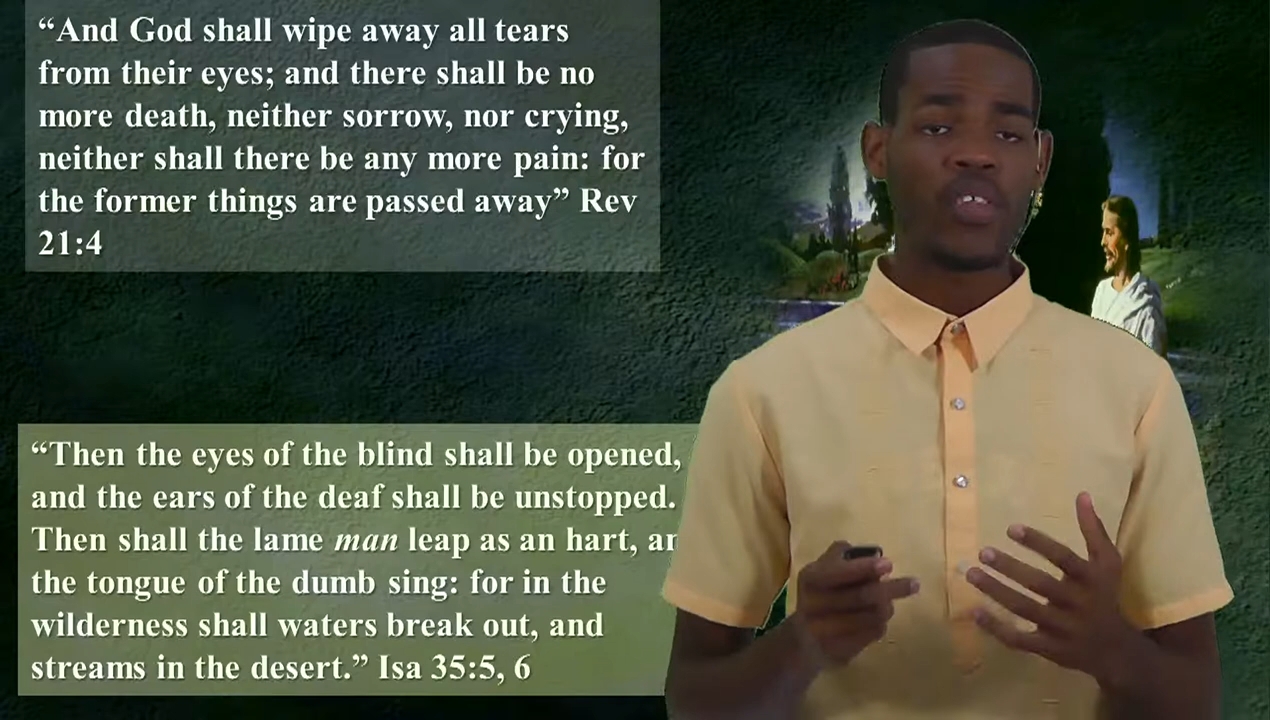 “And God shall wipe away all tears
from their eyes; and there shall be no
more death, neither sorrow, nor crying,
neither shall there be any more pain: for
the former things are passed away” Rev
21:4
“Then the eyes of the blind shall be opened,
and the ears of the deaf shall be unstopped.
Then shall the lame man leap as an hart,
the tongue of the dumb sing: for in the
wilderness shall waters break out, and
streams in the desert.” Isa 35:5, 6